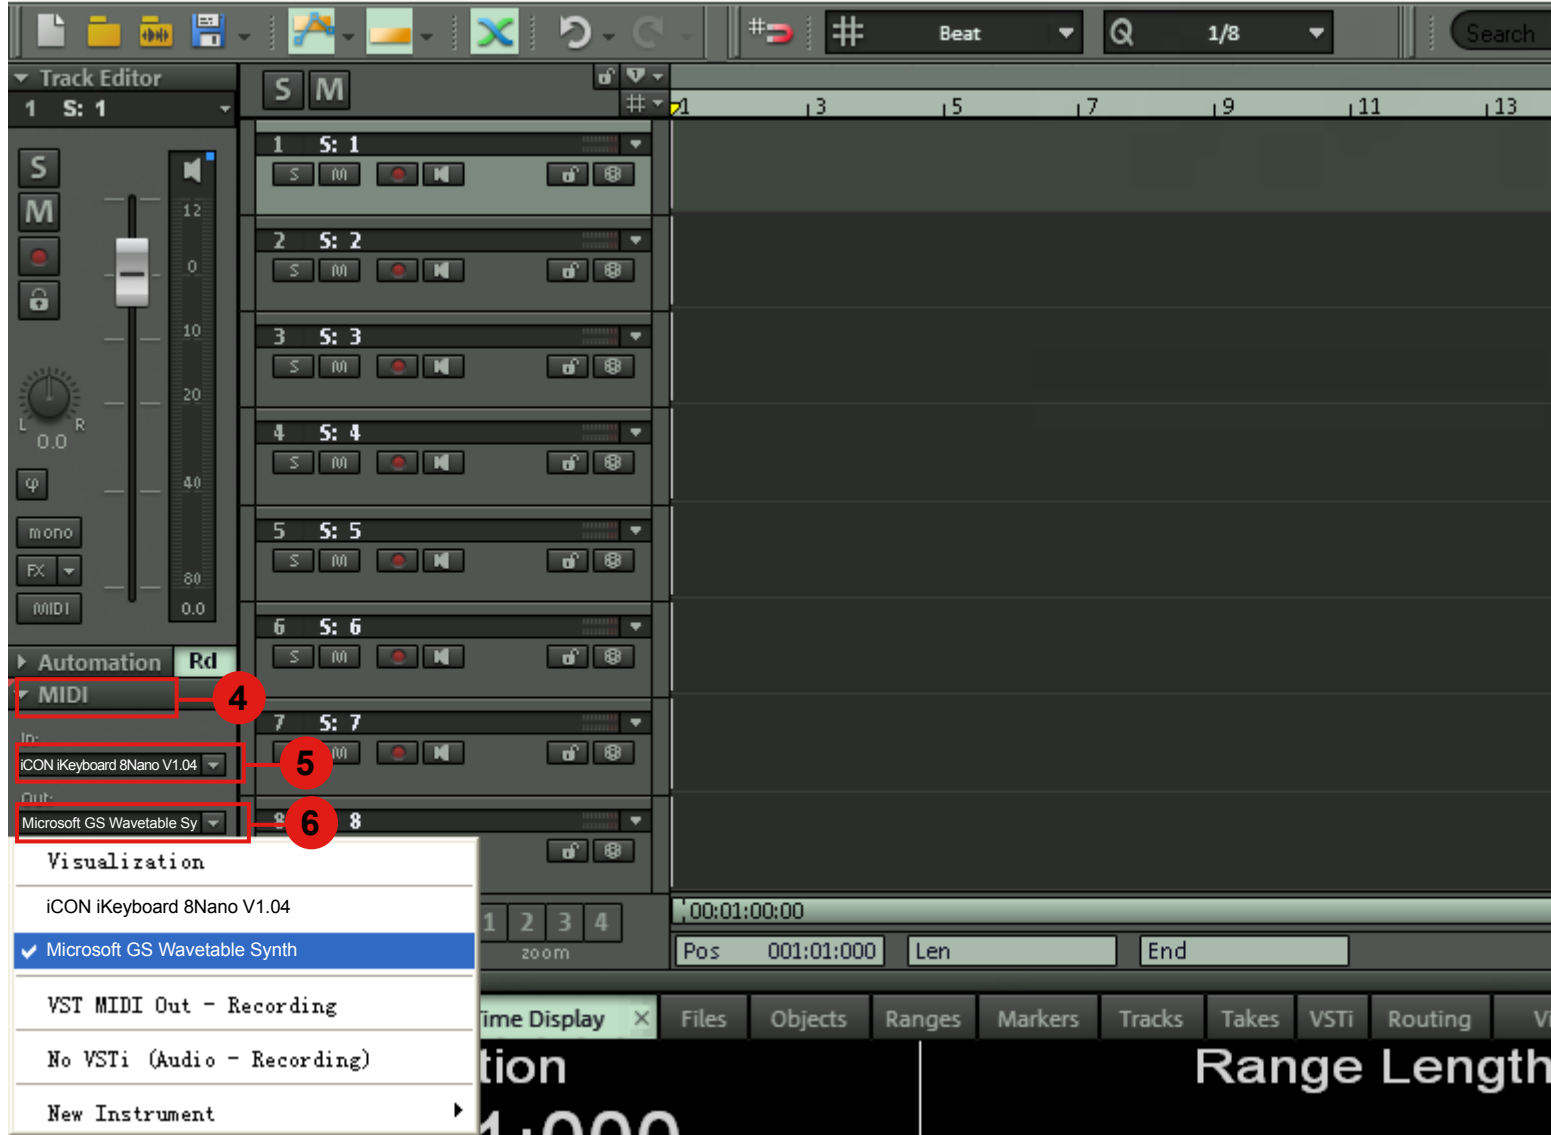 # Beat Q 1/8 Search
Track Editor
1 S: 1
S M
1 3 5 7 9 11 13
S
M
12
0
10
20
L R
0.0
φ
40
mono
FX
80
MIDI
0.0
Automation Rd
MIDI
4
In:
iCON iKeyboard 8Nano V1.04
5
Out:
Microsoft GS Wavetable Sy
6
1 S: 1
S M
2 S: 2
S M
3 S: 3
S M
4 S: 4
S M
5 S: 5
S M
6 S: 6
S M
7 S: 7
M
8 8
Visualization
iCON iKeyboard 8Nano V1.04
Microsoft GS Wavetable Synth
VST MIDI Out - Recording
No VSTi (Audio - Recording)
New Instrument
1 2 3 4
zoom
00:01:00:00
Pos 001:01:000 Len End
Time Display × Files Objects Ranges Markers Tracks Takes VSTi Routing Vi
tion Range Length
1:000